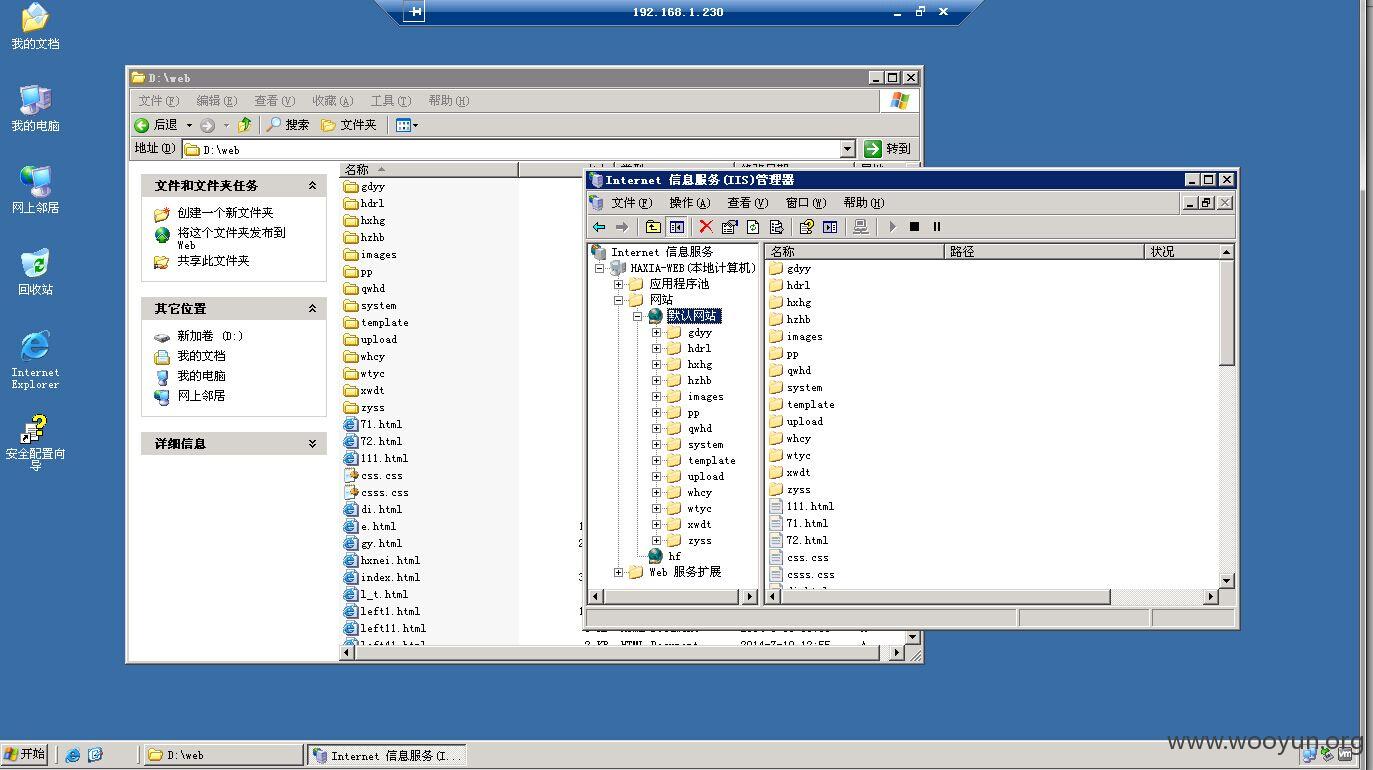 192.168.1.230
我的文档
我的电脑
网上邻居
回收站
Internet
Explorer
安全配置向
导
D:\web
文件(F) 编辑(E) 查看(V) 收藏(A) 工具(T) 帮助(H)
后退 搜索 文件夹
地址(D) D:\web 转到
文件和文件夹任务
创建一个新文件夹
将这个文件夹发布到
Web
共享此文件夹
其它位置
新加卷 (D:)
我的文档
我的电脑
网上邻居
详细信息
名称
gdyy
hdrl
hxhg
hzhb
images
pp
qwhd
system
template
upload
whcy
wtyc
xwdt
zyss
71.html
72.html
111.html
css.css
csss.css
di.html
e.html
gy.html
hxnei.html
index.html
l_t.html
left1.html
left11.html
left41.html
Internet 信息服务(IIS)管理器
文件(F) 操作(A) 查看(V) 窗口(W) 帮助(H)
Internet 信息服务
HAXIA-WEB(本地计算机)
应用程序池
网站
默认网站
gdyy
hdrl
hxhg
hzhb
images
pp
qwhd
system
template
upload
whcy
wtyc
xwdt
zyss
hf
Web 服务扩展
名称 路径 状况
gdyy
hdrl
hxhg
hzhb
images
pp
qwhd
system
template
upload
whcy
wtyc
xwdt
zyss
111.html
71.html
72.html
css.css
csss.css
开始 D:\web Internet 信息服务(I...
www.wooyun.org